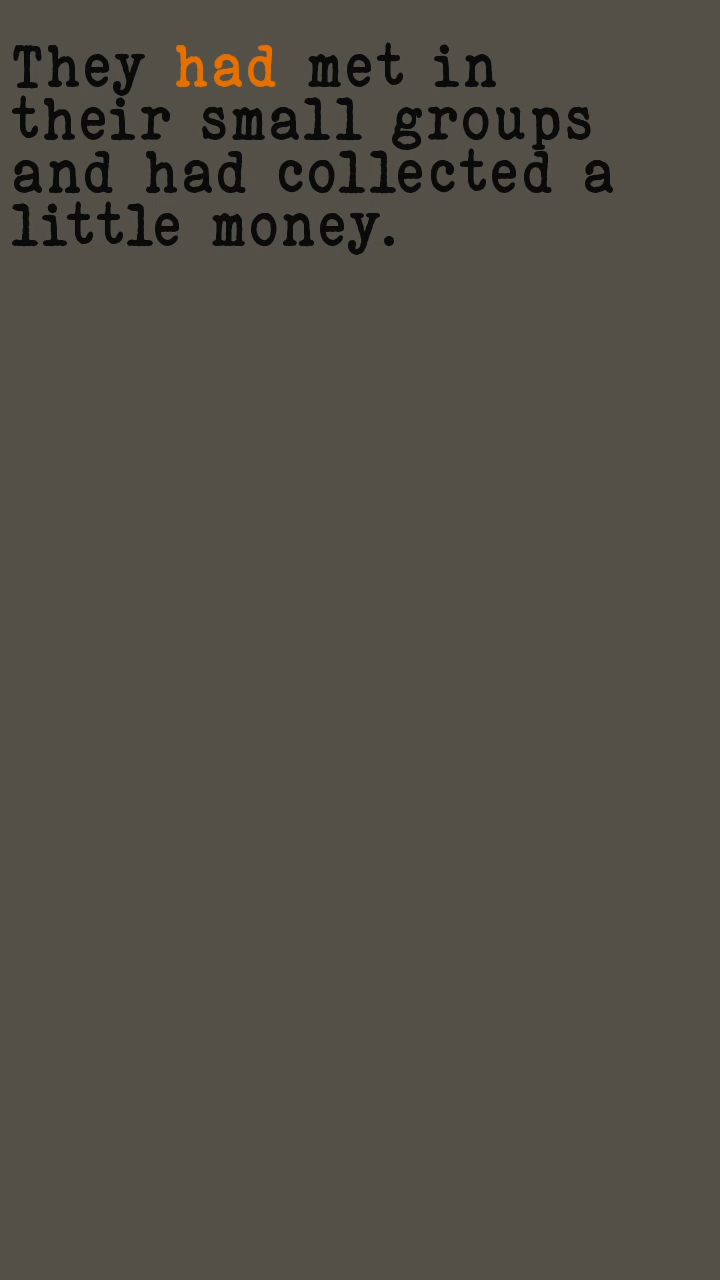 They had met in
their small groups
and had collected a
little money.